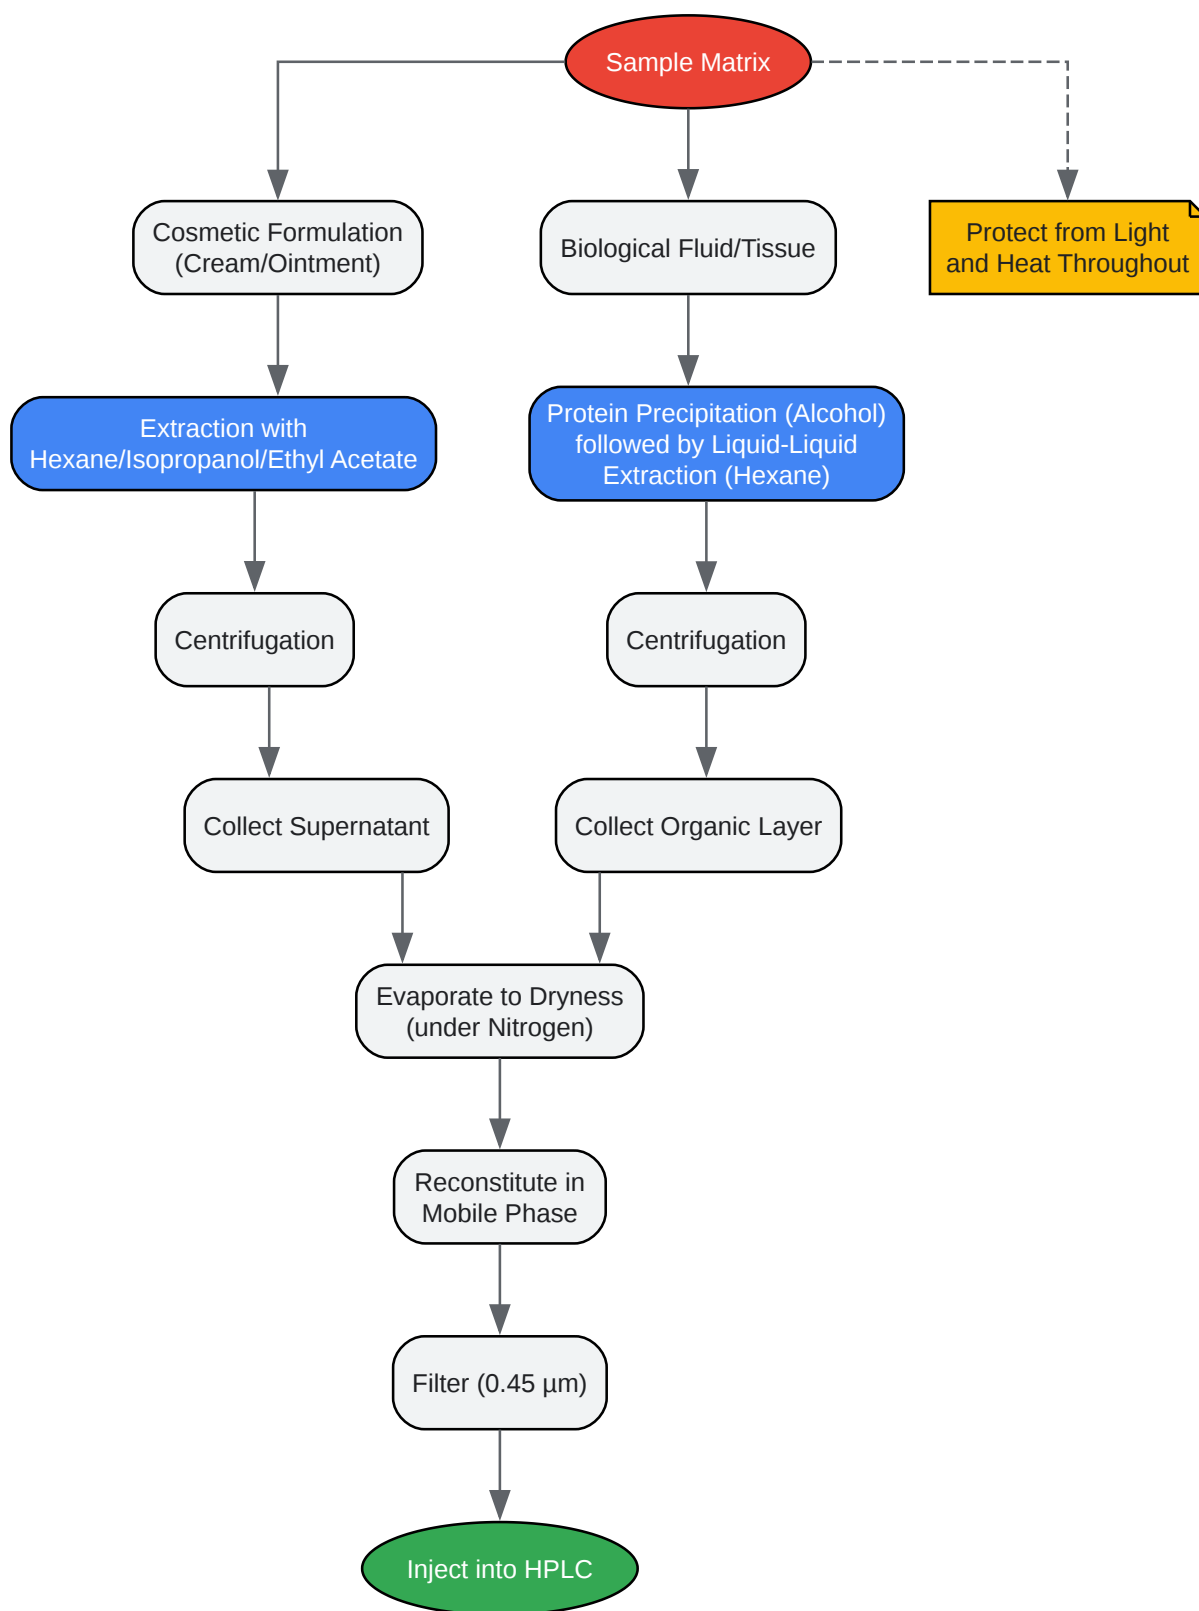 Sample Matrix
Cosmetic Formulation
(Cream/Ointment)
Biological Fluid/Tissue
Protect from Light
and Heat Throughout
Extraction with
Hexane/Isopropanol/Ethyl Acetate
Protein Precipitation (Alcohol)
followed by Liquid-Liquid
Extraction (Hexane)
Centrifugation
Centrifugation
Collect Supernatant
Collect Organic Layer
Evaporate to Dryness
(under Nitrogen)
Reconstitute in
Mobile Phase
Filter (0.45 µm)
Inject into HPLC